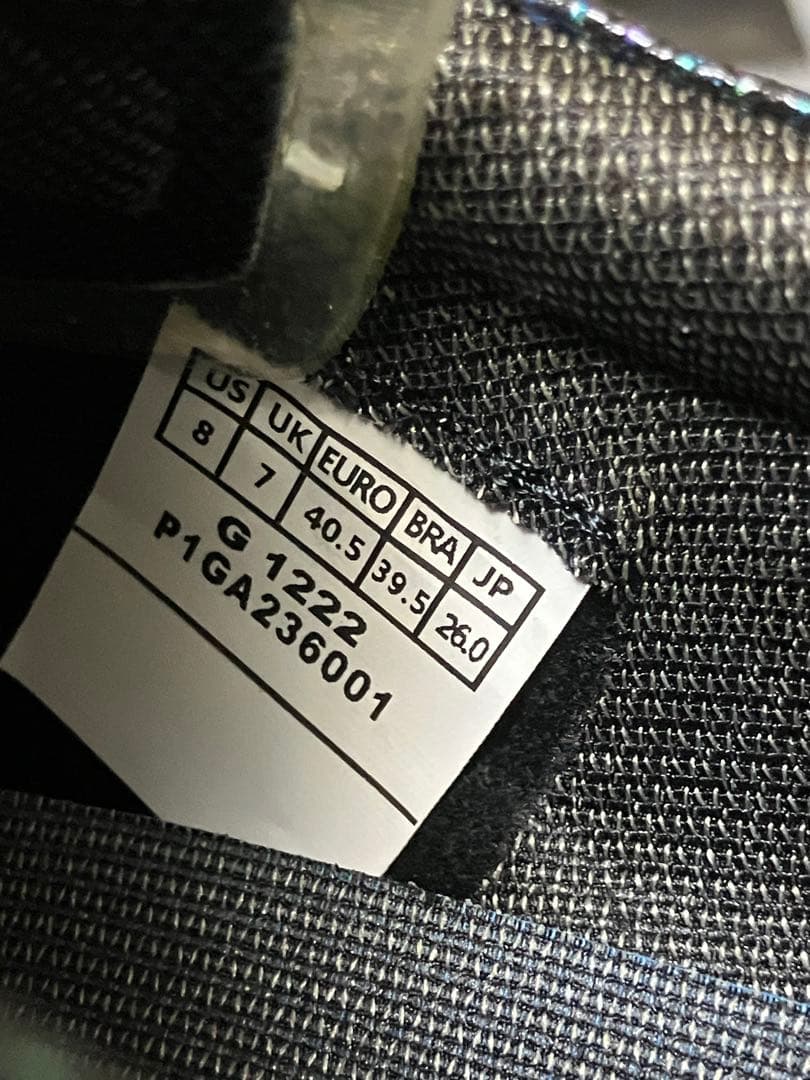 US UK EURO BRA JP
8 7 40.5 39.5 26.0
G 1222
P1GA236001